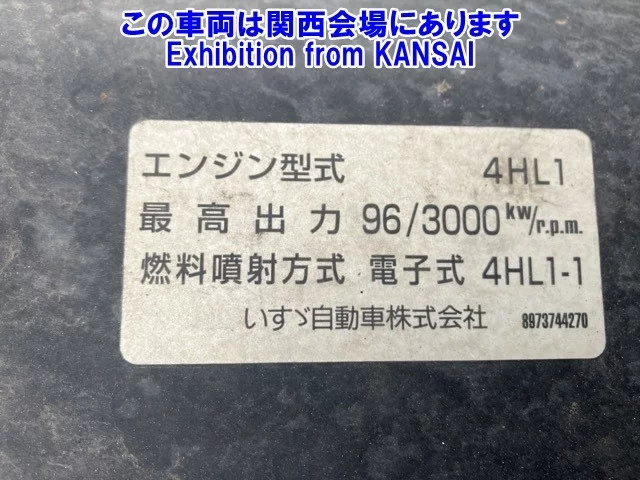 この車両は関西会場にあります
Exhibition from KANSAI
エンジン型式 4HL1
最高出力 96/3000 kw/r.p.m.
燃料噴射方式 電子式 4HL1-1
いすゞ自動車株式会社 8973744270